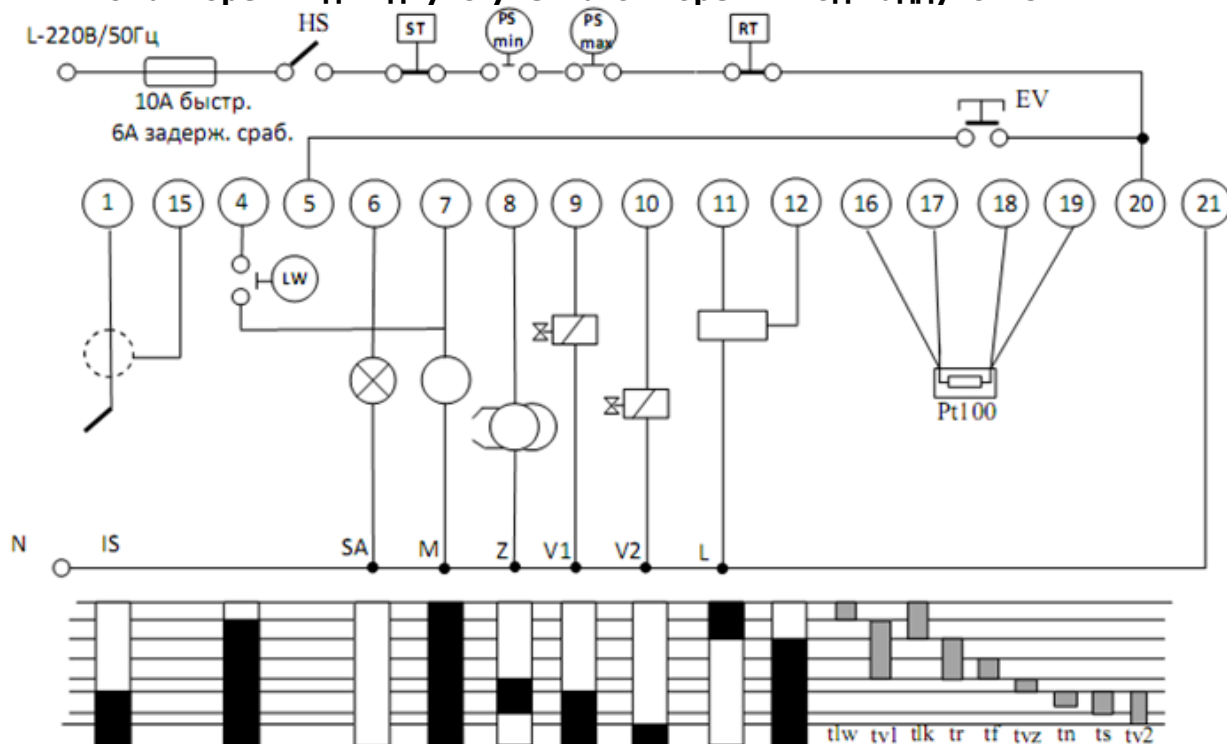 L-220В/50Гц
HS
ST
PS
min
PS
max
RT
10А быстр.
6А задерж. сраб.
EV
1 15 4 5 6 7 8 9 10 11 12 16 17 18 19 20 21
LW
Pt100
N IS SA M Z V1 V2 L
tlw tv1 tlk tr tf tvz tn ts tv2